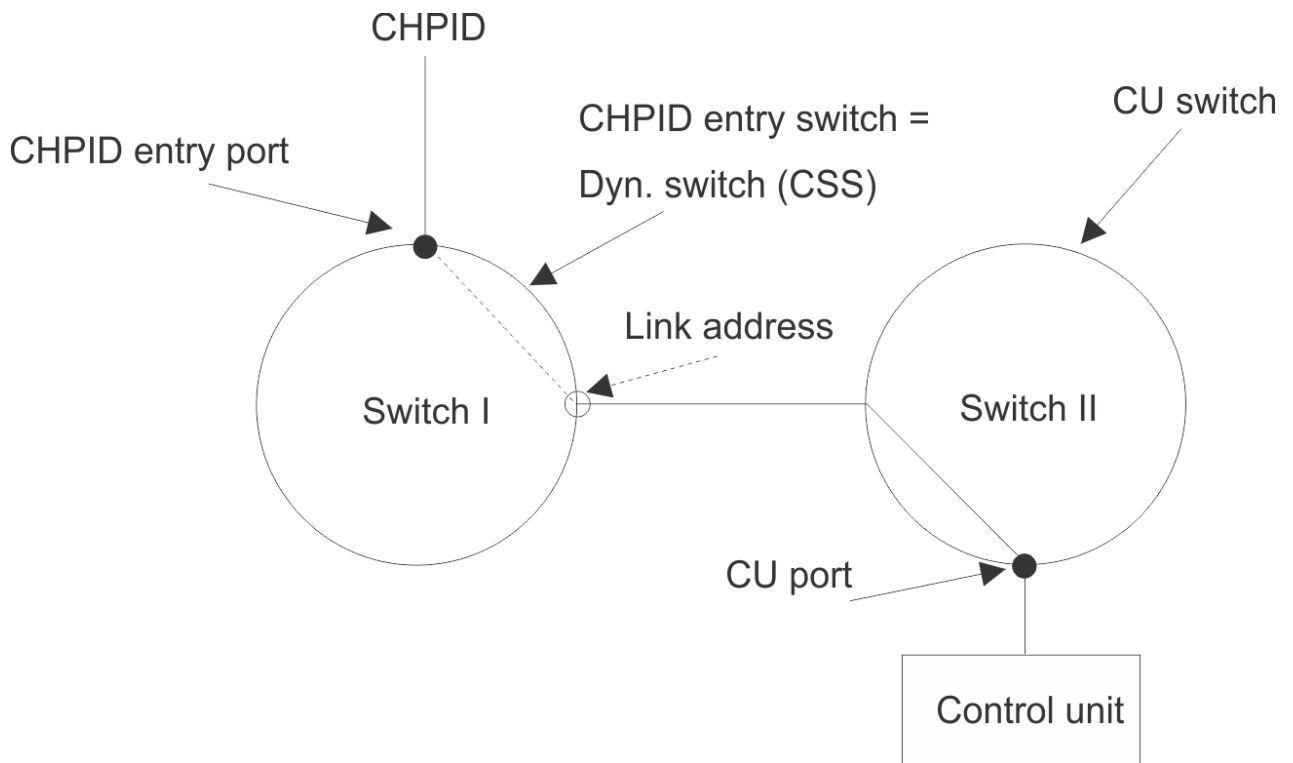 CHPID
CHPID entry port
CHPID entry switch =
Dyn. switch (CSS)
CU switch
Link address
Switch I
Switch II
CU port
Control unit